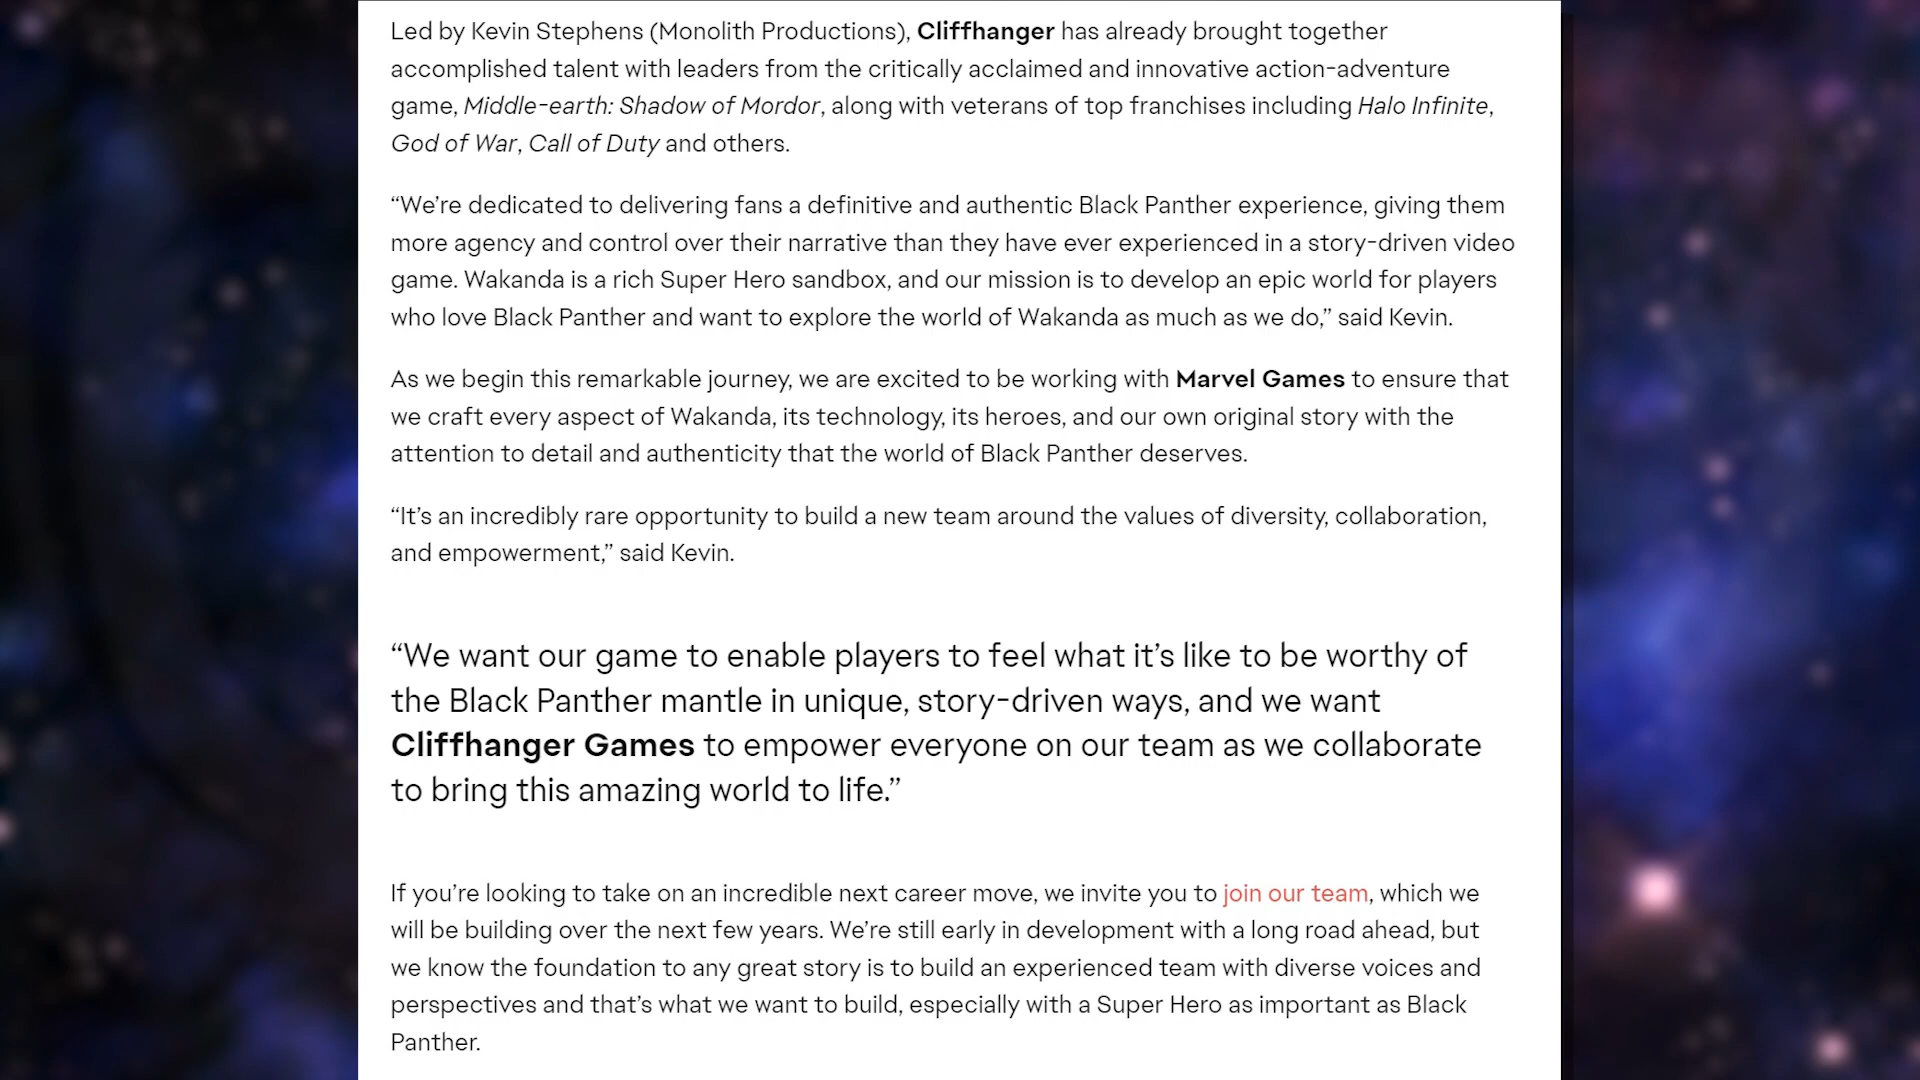 Led by Kevin Stephens (Monolith Productions), Cliffhanger has already brought together
accomplished talent with leaders from the critically acclaimed and innovative action-adventure
game, Middle-earth: Shadow of Mordor, along with veterans of top franchises including Halo Infinite,
God of War, Call of Duty and others.
“We’re dedicated to delivering fans a definitive and authentic Black Panther experience, giving them
more agency and control over their narrative than they have ever experienced in a story-driven video
game. Wakanda is a rich Super Hero sandbox, and our mission is to develop an epic world for players
who love Black Panther and want to explore the world of Wakanda as much as we do,” said Kevin.
As we begin this remarkable journey, we are excited to be working with Marvel Games to ensure that
we craft every aspect of Wakanda, its technology, its heroes, and our own original story with the
attention to detail and authenticity that the world of Black Panther deserves.
“It’s an incredibly rare opportunity to build a new team around the values of diversity, collaboration,
and empowerment,” said Kevin.
“We want our game to enable players to feel what it’s like to be worthy of
the Black Panther mantle in unique, story-driven ways, and we want
Cliffhanger Games to empower everyone on our team as we collaborate
to bring this amazing world to life.”
If you’re looking to take on an incredible next career move, we invite you to join our team, which we
will be building over the next few years. We’re still early in development with a long road ahead, but
we know the foundation to any great story is to build an experienced team with diverse voices and
perspectives and that’s what we want to build, especially with a Super Hero as important as Black
Panther.